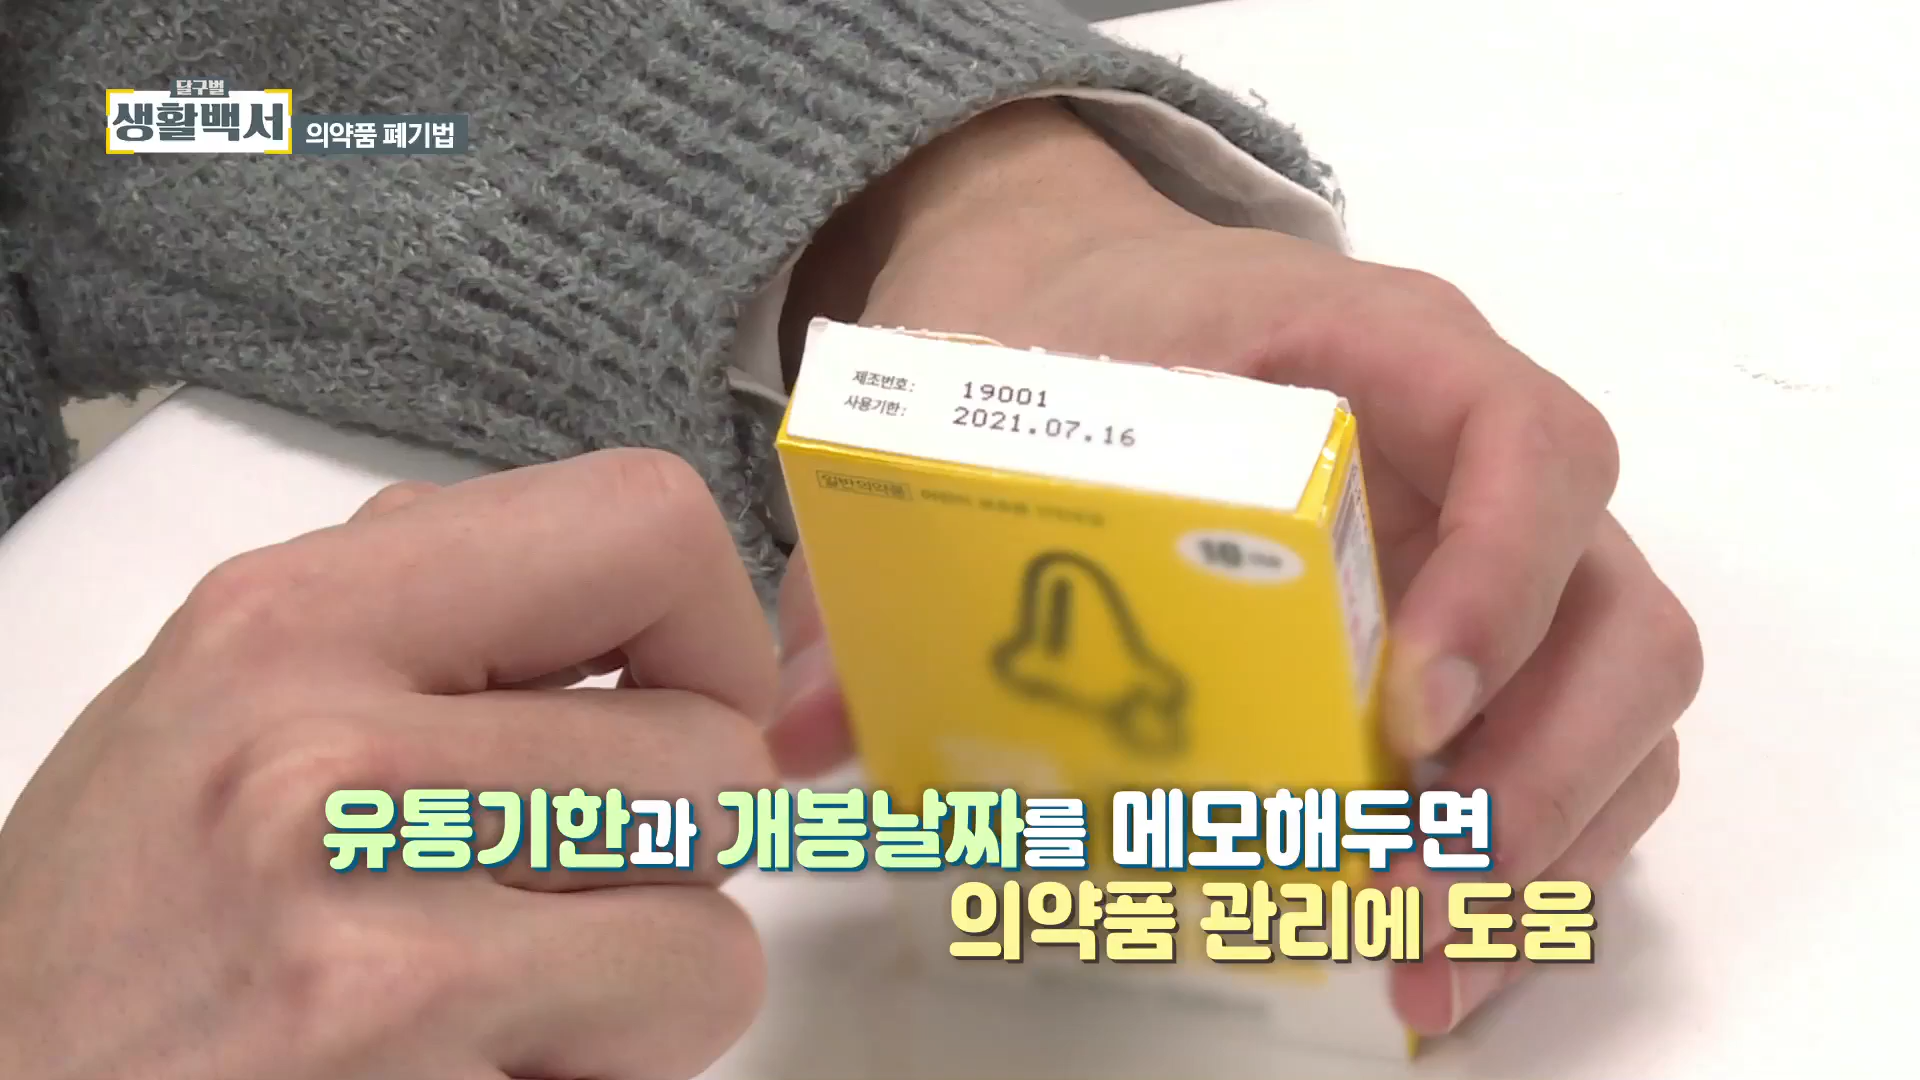 달구벌
생활백서 의약품 폐기법
제조번호: 19001
사용기한: 2021.07.16
일반의약품
유통기한과 개봉날짜를 메모해두면
의약품 관리에 도움